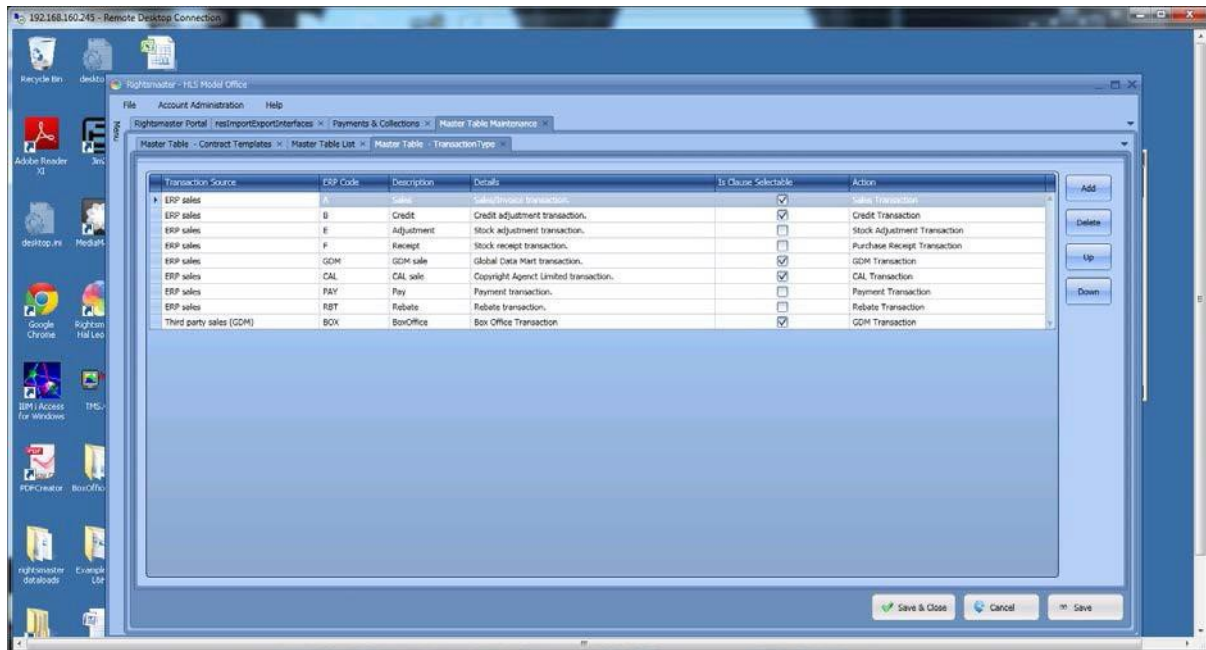 192.168.160.245 - Remote Desktop Connection
Recycle Bin
Rightsmaster - HLS Model Office
File Account Administration Help
Menu
Rightsmaster Portal resImportExportInterfaces Payments & Collections Master Table Maintenance
Master Table - Contract Templates Master Table List Master Table - TransactionType
Transaction Source ERP Code Description Details Is Clause Selectable Action
ERP sales A Sales Sales/Invoice transaction. Sales Transaction
ERP sales B Credit Credit adjustment transaction. Credit Transaction
ERP sales E Adjustment Stock adjustment transaction. Stock Adjustment Transaction
ERP sales F Receipt Stock receipt transaction. Purchase Receipt Transaction
ERP sales GDM GDM sale Global Data Mart transaction. GDM Transaction
ERP sales CAL CAL sale Copyright Agenct Limited transaction. CAL Transaction
ERP sales PAY Pay Payment transaction. Payment Transaction
ERP sales RBT Rebate Rebate transaction. Rebate Transaction
Third party sales (GDM) BOX BoxOffice Box Office Transaction GDM Transaction
Add
Delete
Up
Down
Adobe Reader
XI
desktop.ini
Google
Chrome
Rightsm
Hal Leo
IBM i Access
for Windows
TMS
PDFCreator BoxOffic
rightsmaster
dataloads
Save & Close Cancel Save